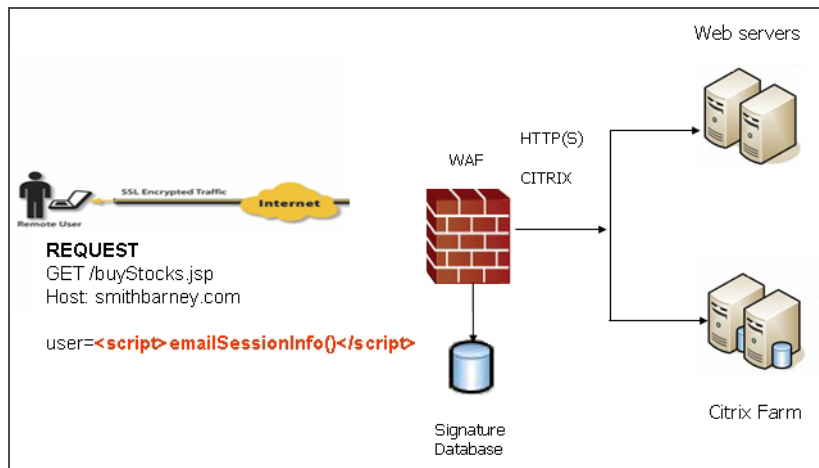 Web servers
HTTP(S)
WAF
CITRIX
SSL Encrypted Traffic
Internet
Remote User
REQUEST
GET /buyStocks.jsp
Host: smithbarney.com
user=<script>emailSessionInfo()</script>
Signature
Database
Citrix Farm